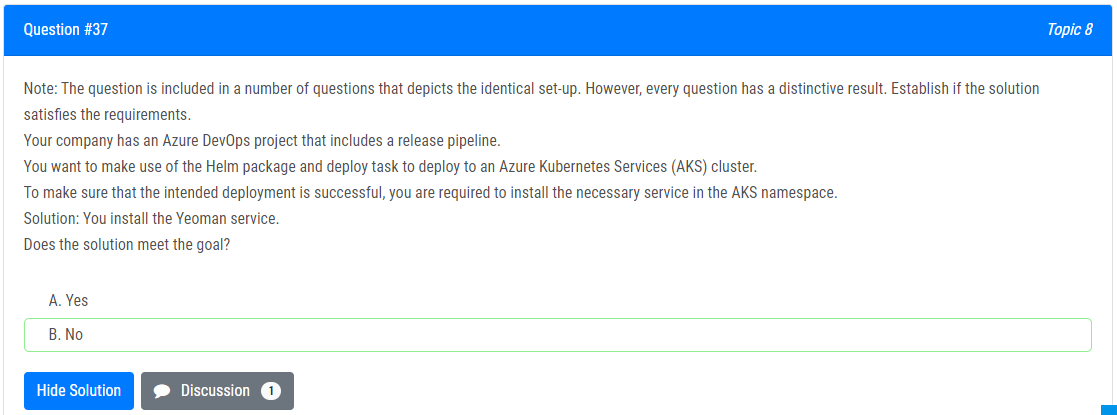 Question #37
Topic 8
Note: The question is included in a number of questions that depicts the identical set-up. However, every question has a distinctive result. Establish if the solution
satisfies the requirements.
Your company has an Azure DevOps project that includes a release pipeline.
You want to make use of the Helm package and deploy task to deploy to an Azure Kubernetes Services (AKS) cluster.
To make sure that the intended deployment is successful, you are required to install the necessary service in the AKS namespace.
Solution: You install the Yeoman service.
Does the solution meet the goal?
A. Yes
B. No
Hide Solution
Discussion 1